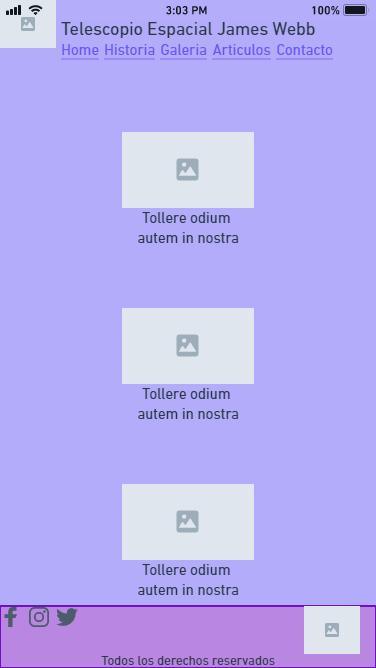 3:03 PM
100%
Telescopio Espacial James Webb
Home Historia Galeria Articulos Contacto
Tollere odium
autem in nostra
Tollere odium
autem in nostra
Tollere odium
autem in nostra
Todos los derechos reservados